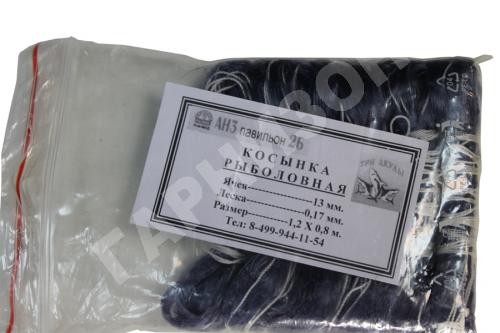 АНЗ павильон 26
КОСЫНКА
РЫБОЛОВНАЯ
ТРИ АКУЛЫ
Ячея------------13 мм.
Леска-----------0,17 мм.
Размер----------1,2 X 0,8 м.
Тел: 8-499-944-11-54
ГАРНИЗОН